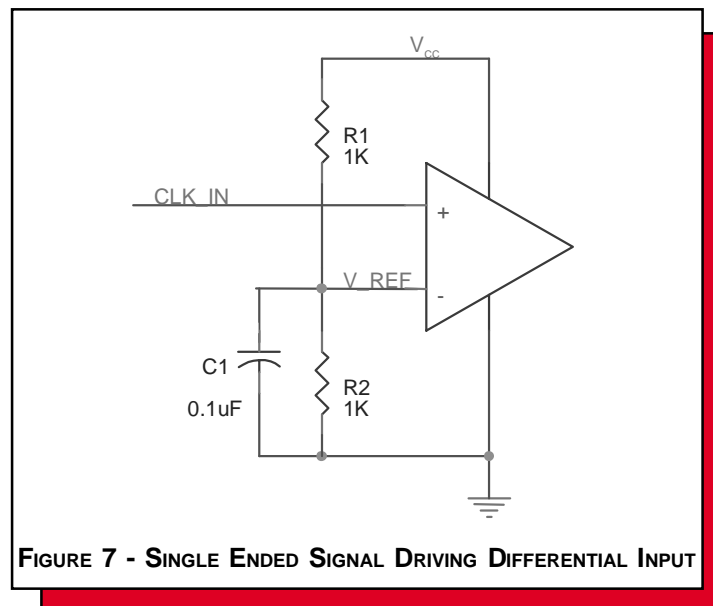 Vcc
R1
1K
CLK_IN
+
V_REF
-
C1
0.1uF
R2
1K
FIGURE 7 - SINGLE ENDED SIGNAL DRIVING DIFFERENTIAL INPUT